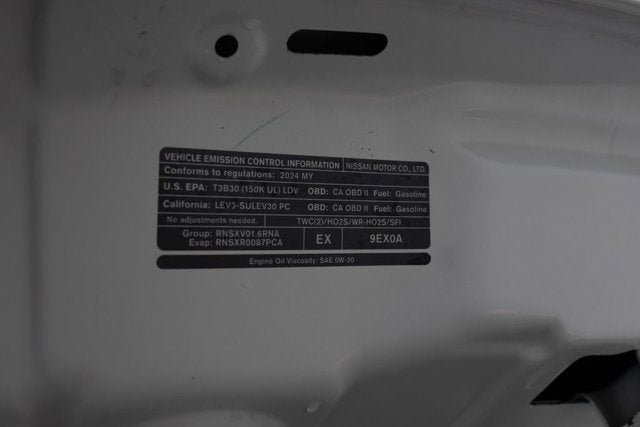 VEHICLE EMISSION CONTROL INFORMATION NISSAN MOTOR CO., LTD.
Conforms to regulations: 2024 MY
U.S. EPA: T3B30 (150K UL) LDV OBD: CA OBD II Fuel: Gasoline
California: LEV3-SULEV30 PC OBD: CA OBD II Fuel: Gasoline
No adjustments needed. TWC(2)/HO2S/WR-HO2S/SFI
Group: RNSXV01.6RNA
Evap: RNSXR0087PCA
EX 9EX0A
Engine Oil Viscosity: SAE 0W-20